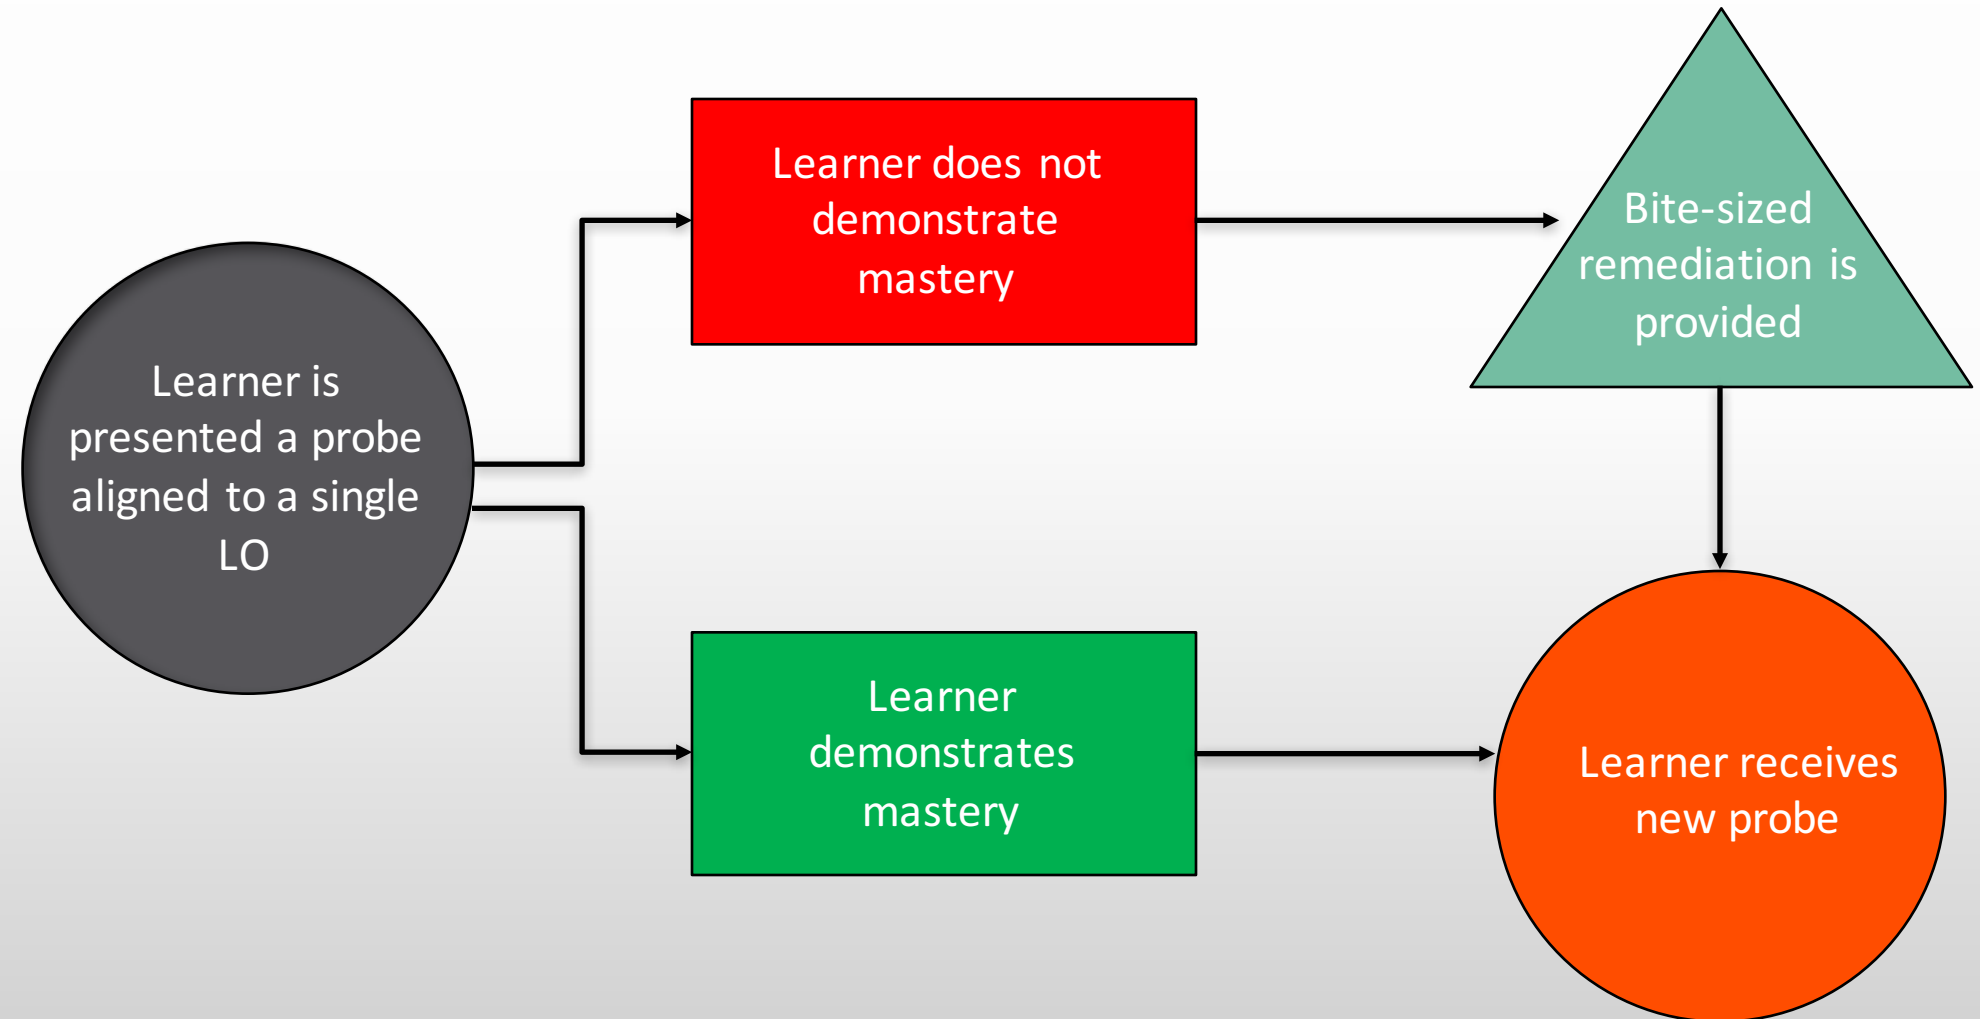 Learner is
presented a probe
aligned to a single
LO
Learner does not
demonstrate
mastery
Bite-sized
remediation is
provided
Learner
demonstrates
mastery
Learner receives
new probe